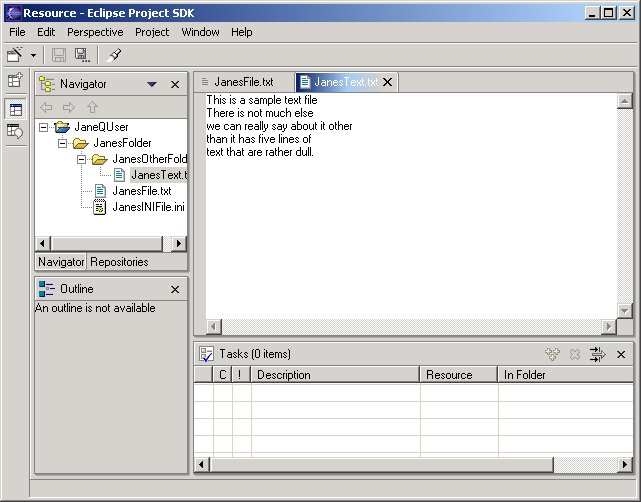 Resource - Eclipse Project SDK
File Edit Perspective Project Window Help
Navigator
JaneQUser
JanesFolder
JanesOtherFold
JanesText.t
JanesFile.txt
JanesINIFile.ini
Navigator Repositories
Outline
An outline is not available
JanesFile.txt JanesText.txt
This is a sample text file
There is not much else
we can really say about it other
than it has five lines of
text that are rather dull.
Tasks (0 items)
C ! Description Resource In Folder